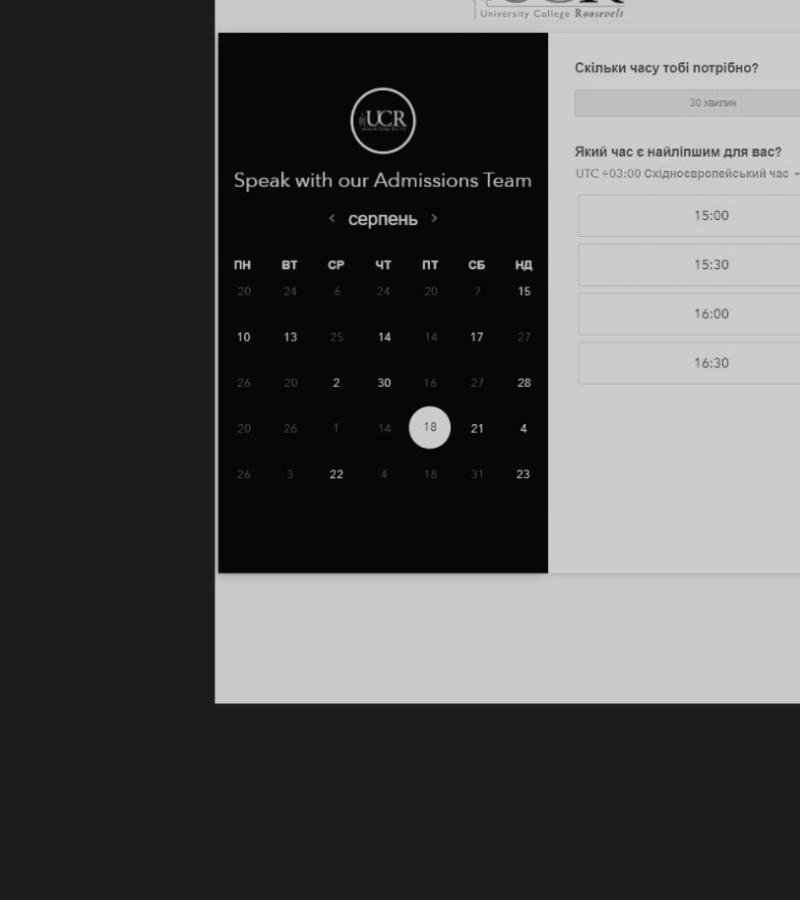 UCR
University College Roosevelt
UCR
Speak with our Admissions Team
< серпень >
ПН ВТ СР ЧТ ПТ СБ НД
20 24 6 24 20 7 15
10 13 25 14 14 17 27
26 20 2 30 16 27 28
20 26 1 14 18 21 4
26 3 22 4 18 31 23
Скільки часу тобі потрібно?
30 хвилин
Який час є найліпшим для вас?
UTC +03:00 Східноєвропейський час
15:00
15:30
16:00
16:30